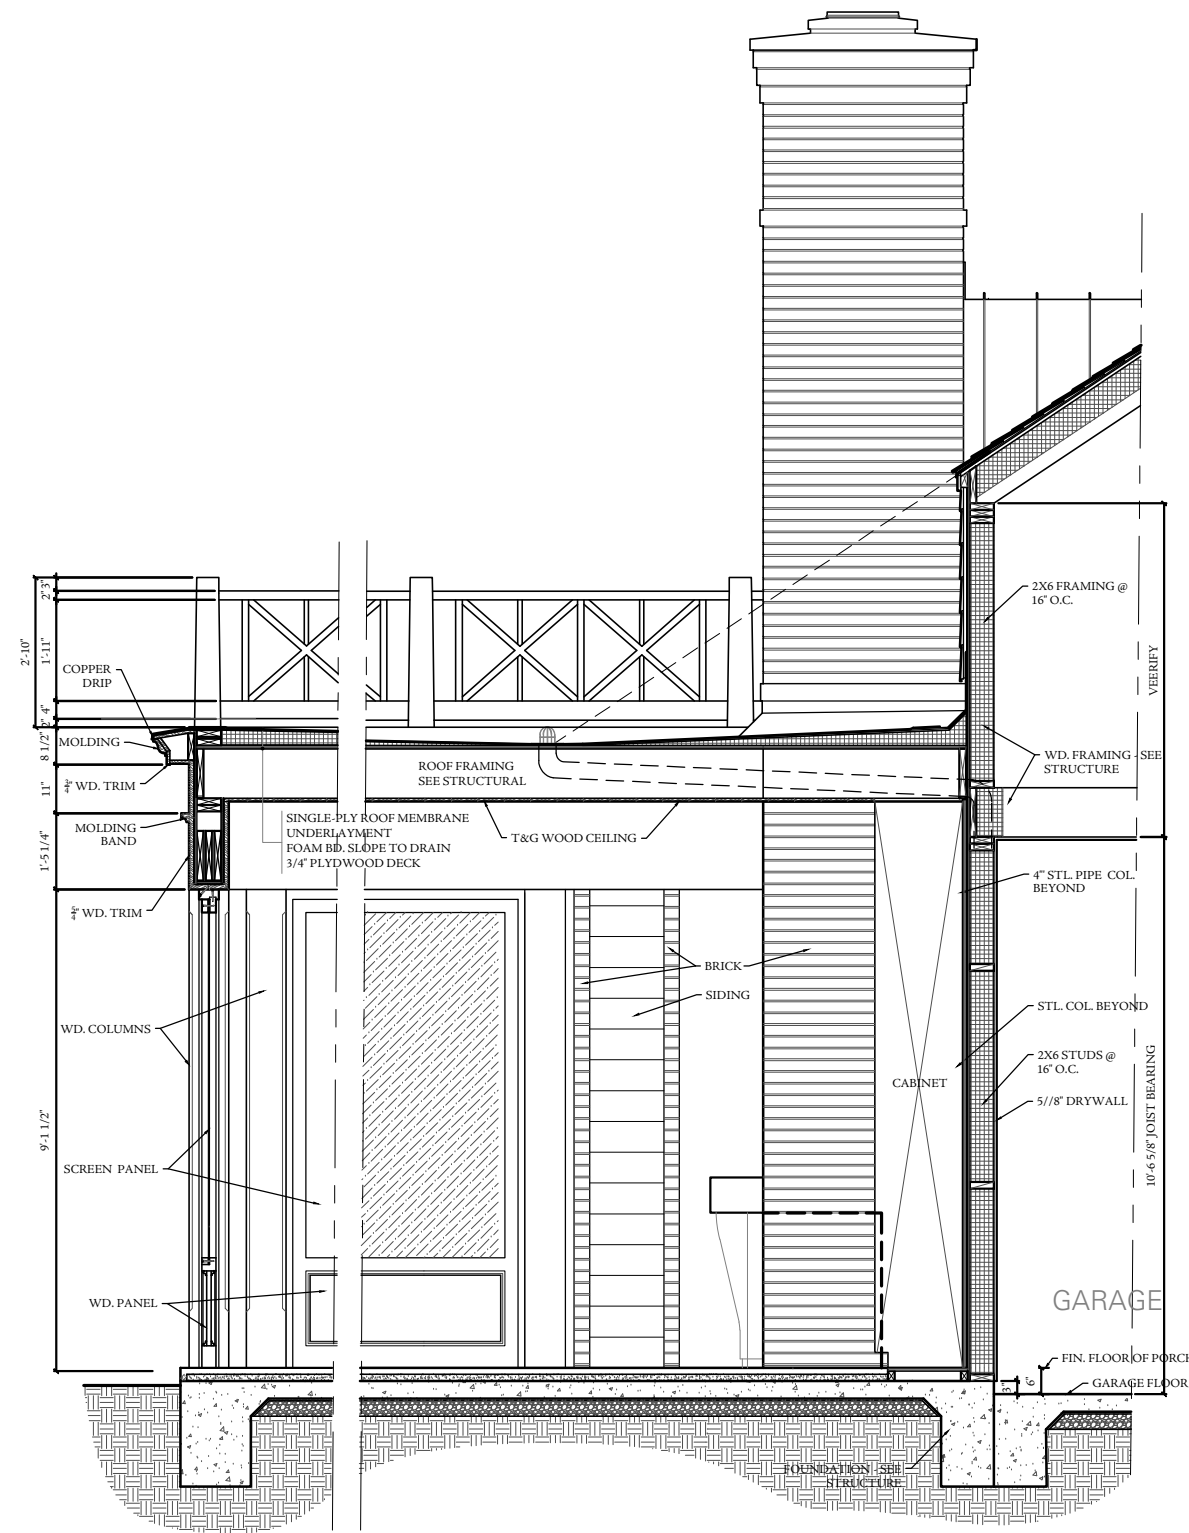 2X6 FRAMING @
16" O.C.
2" 3"
2'-10"
1'-11"
2" 4"
COPPER
DRIP
VEERIFY
MOLDING
8 1/2"
WD. FRAMING - SEE
STRUCTURE
ROOF FRAMING
SEE STRUCTURAL
3/4" WD. TRIM
11"
SINGLE-PLY ROOF MEMBRANE
UNDERLAYMENT
FOAM BD. SLOPE TO DRAIN
3/4" PLYDWOOD DECK
MOLDING
BAND
T&G WOOD CEILING
1'-5 1/4"
4'" STL. PIPE COL.
BEYOND
5/4" WD. TRIM
BRICK
SIDING
STL. COL. BEYOND
WD. COLUMNS
2X6 STUDS @
16" O.C.
CABINET
5//8" DRYWALL
9'-1 1/2"
10'-6 5/8" JOIST BEARING
SCREEN PANEL
WD. PANEL
GARAGE
FIN. FLOOR OF PORCH
6"
3"
GARAGE FLOOR
FOUNDATION - SEE
STRUCTURE